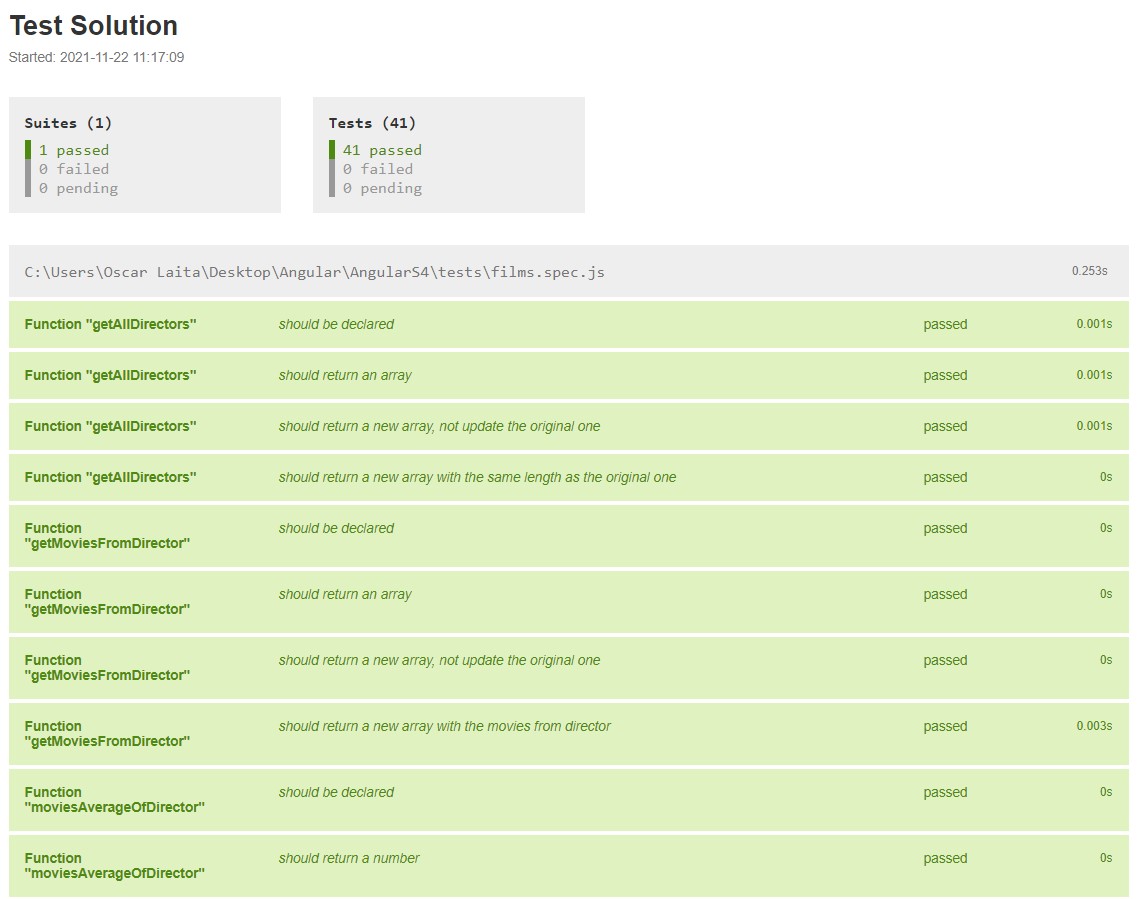 Test Solution
Started: 2021-11-22 11:17:09
Suites (1)
1 passed
0 failed
0 pending
Tests (41)
41 passed
0 failed
0 pending
C:\Users\Oscar Laita\Desktop\Angular\AngularS4\tests\films.spec.js 0.253s
Function "getAllDirectors" should be declared passed 0.001s
Function "getAllDirectors" should return an array passed 0.001s
Function "getAllDirectors" should return a new array, not update the original one passed 0.001s
Function "getAllDirectors" should return a new array with the same length as the original one passed 0s
Function should be declared passed 0s
"getMoviesFromDirector"
Function should return an array passed 0s
"getMoviesFromDirector"
Function should return a new array, not update the original one passed 0s
"getMoviesFromDirector"
Function should return a new array with the movies from director passed 0.003s
"getMoviesFromDirector"
Function should be declared passed 0s
"moviesAverageOfDirector"
Function should return a number passed 0s
"moviesAverageOfDirector"